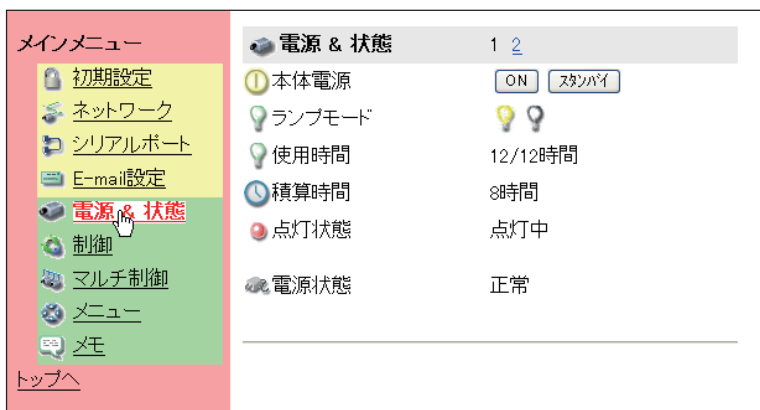 メインメニュー
初期設定
ネットワーク
シリアルポート
E-mail設定
電源 & 状態
制御
マルチ制御
メニュー
メモ
トップへ
電源 & 状態 1 2
本体電源 ON スタンバイ
ランプモード
使用時間 12/12時間
積算時間 8時間
点灯状態 点灯中
電源状態 正常